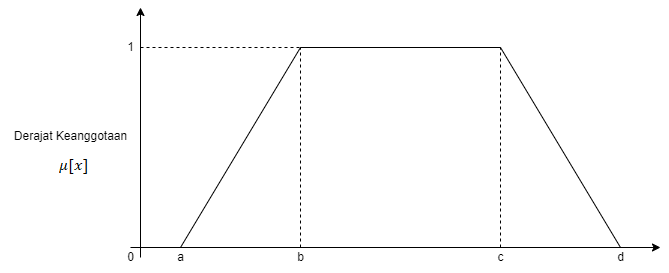 1
Derajat Keanggotaan
μ[x]
0 a b c d